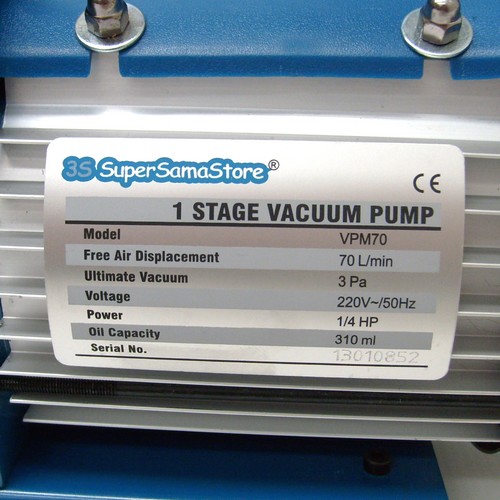 3S SuperSamaStore®
CE
1 STAGE VACUUM PUMP
Model VPM70
Free Air Displacement 70 L/min
Ultimate Vacuum 3 Pa
Voltage 220V~/50Hz
Power 1/4 HP
Oil Capacity 310 ml
Serial No. 13010852